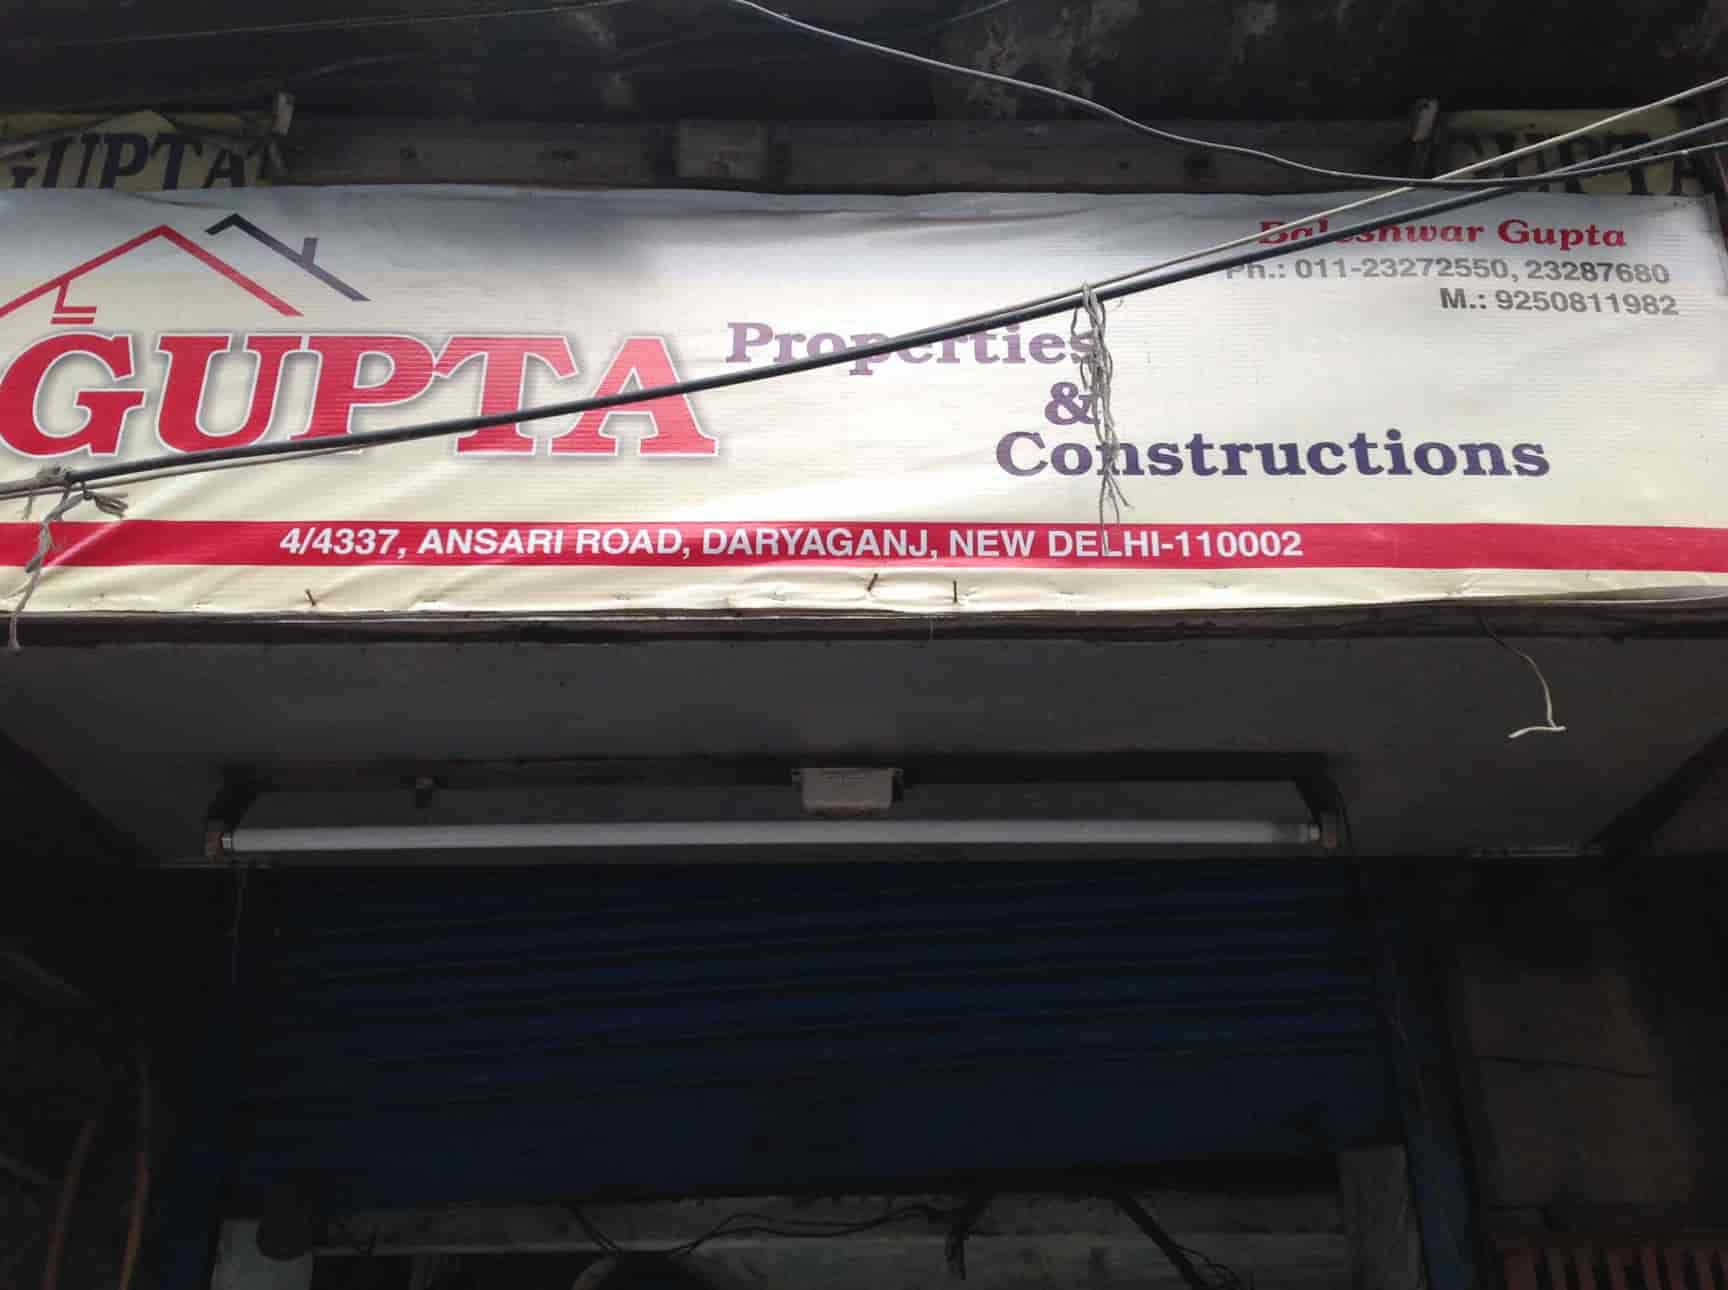 GUPTA
GUPTA
Baleshwar Gupta
Ph.: 011-23272550, 23287680
M.: 9250811982
GUPTA Properties
&
Constructions
4/4337, ANSARI ROAD, DARYAGANJ, NEW DELHI-110002